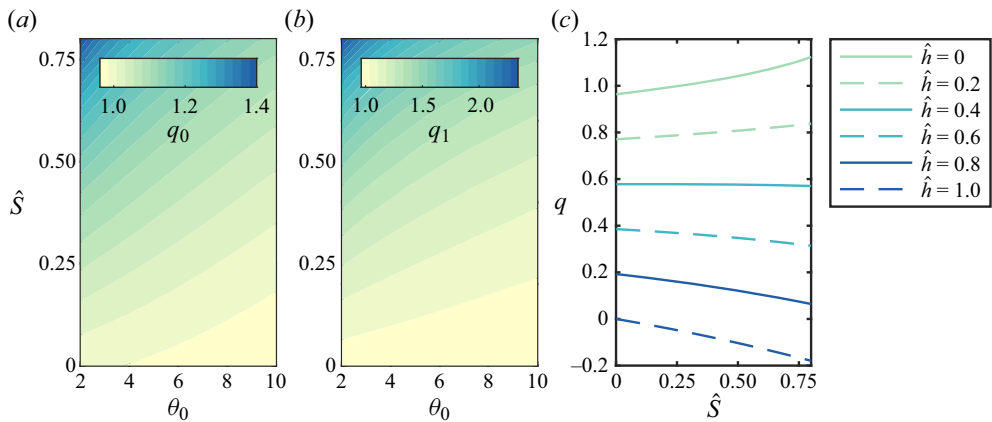 (a)
0.75
0.50
Ŝ
0.25
0
1.0 1.2 1.4
q₀
2 4 6 8 10
θ₀
(b)
0.75
0.50
0.25
0
1.0 1.5 2.0
q₁
2 4 6 8 10
θ₀
(c)
1.2
1.0
0.8
0.6
q
0.4
0.2
0
–0.2
0 0.25 0.50 0.75
Ŝ
ĥ = 0
ĥ = 0.2
ĥ = 0.4
ĥ = 0.6
ĥ = 0.8
ĥ = 1.0